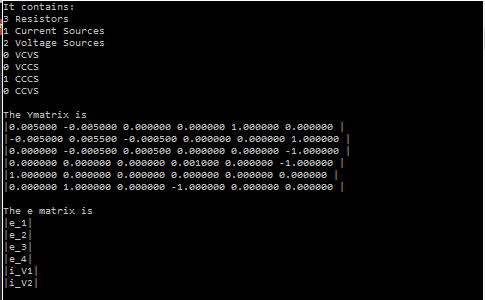 It contains:
3 Resistors
1 Current Sources
2 Voltage Sources
0 VCVS
0 VCCS
1 CCCS
0 CCVS
The Ymatrix is
|0.005000 -0.005000 0.000000 0.000000 1.000000 0.000000 |
|-0.005000 0.005500 -0.000500 0.000000 0.000000 1.000000 |
|0.000000 -0.000500 0.000500 0.000000 0.000000 -1.000000 |
|0.000000 0.000000 0.000000 0.001000 0.000000 -1.000000 |
|1.000000 0.000000 0.000000 0.000000 0.000000 0.000000 |
|0.000000 1.000000 0.000000 -1.000000 0.000000 0.000000 |
The e matrix is
|e_1|
|e_2|
|e_3|
|e_4|
|i_V1|
|i_V2|